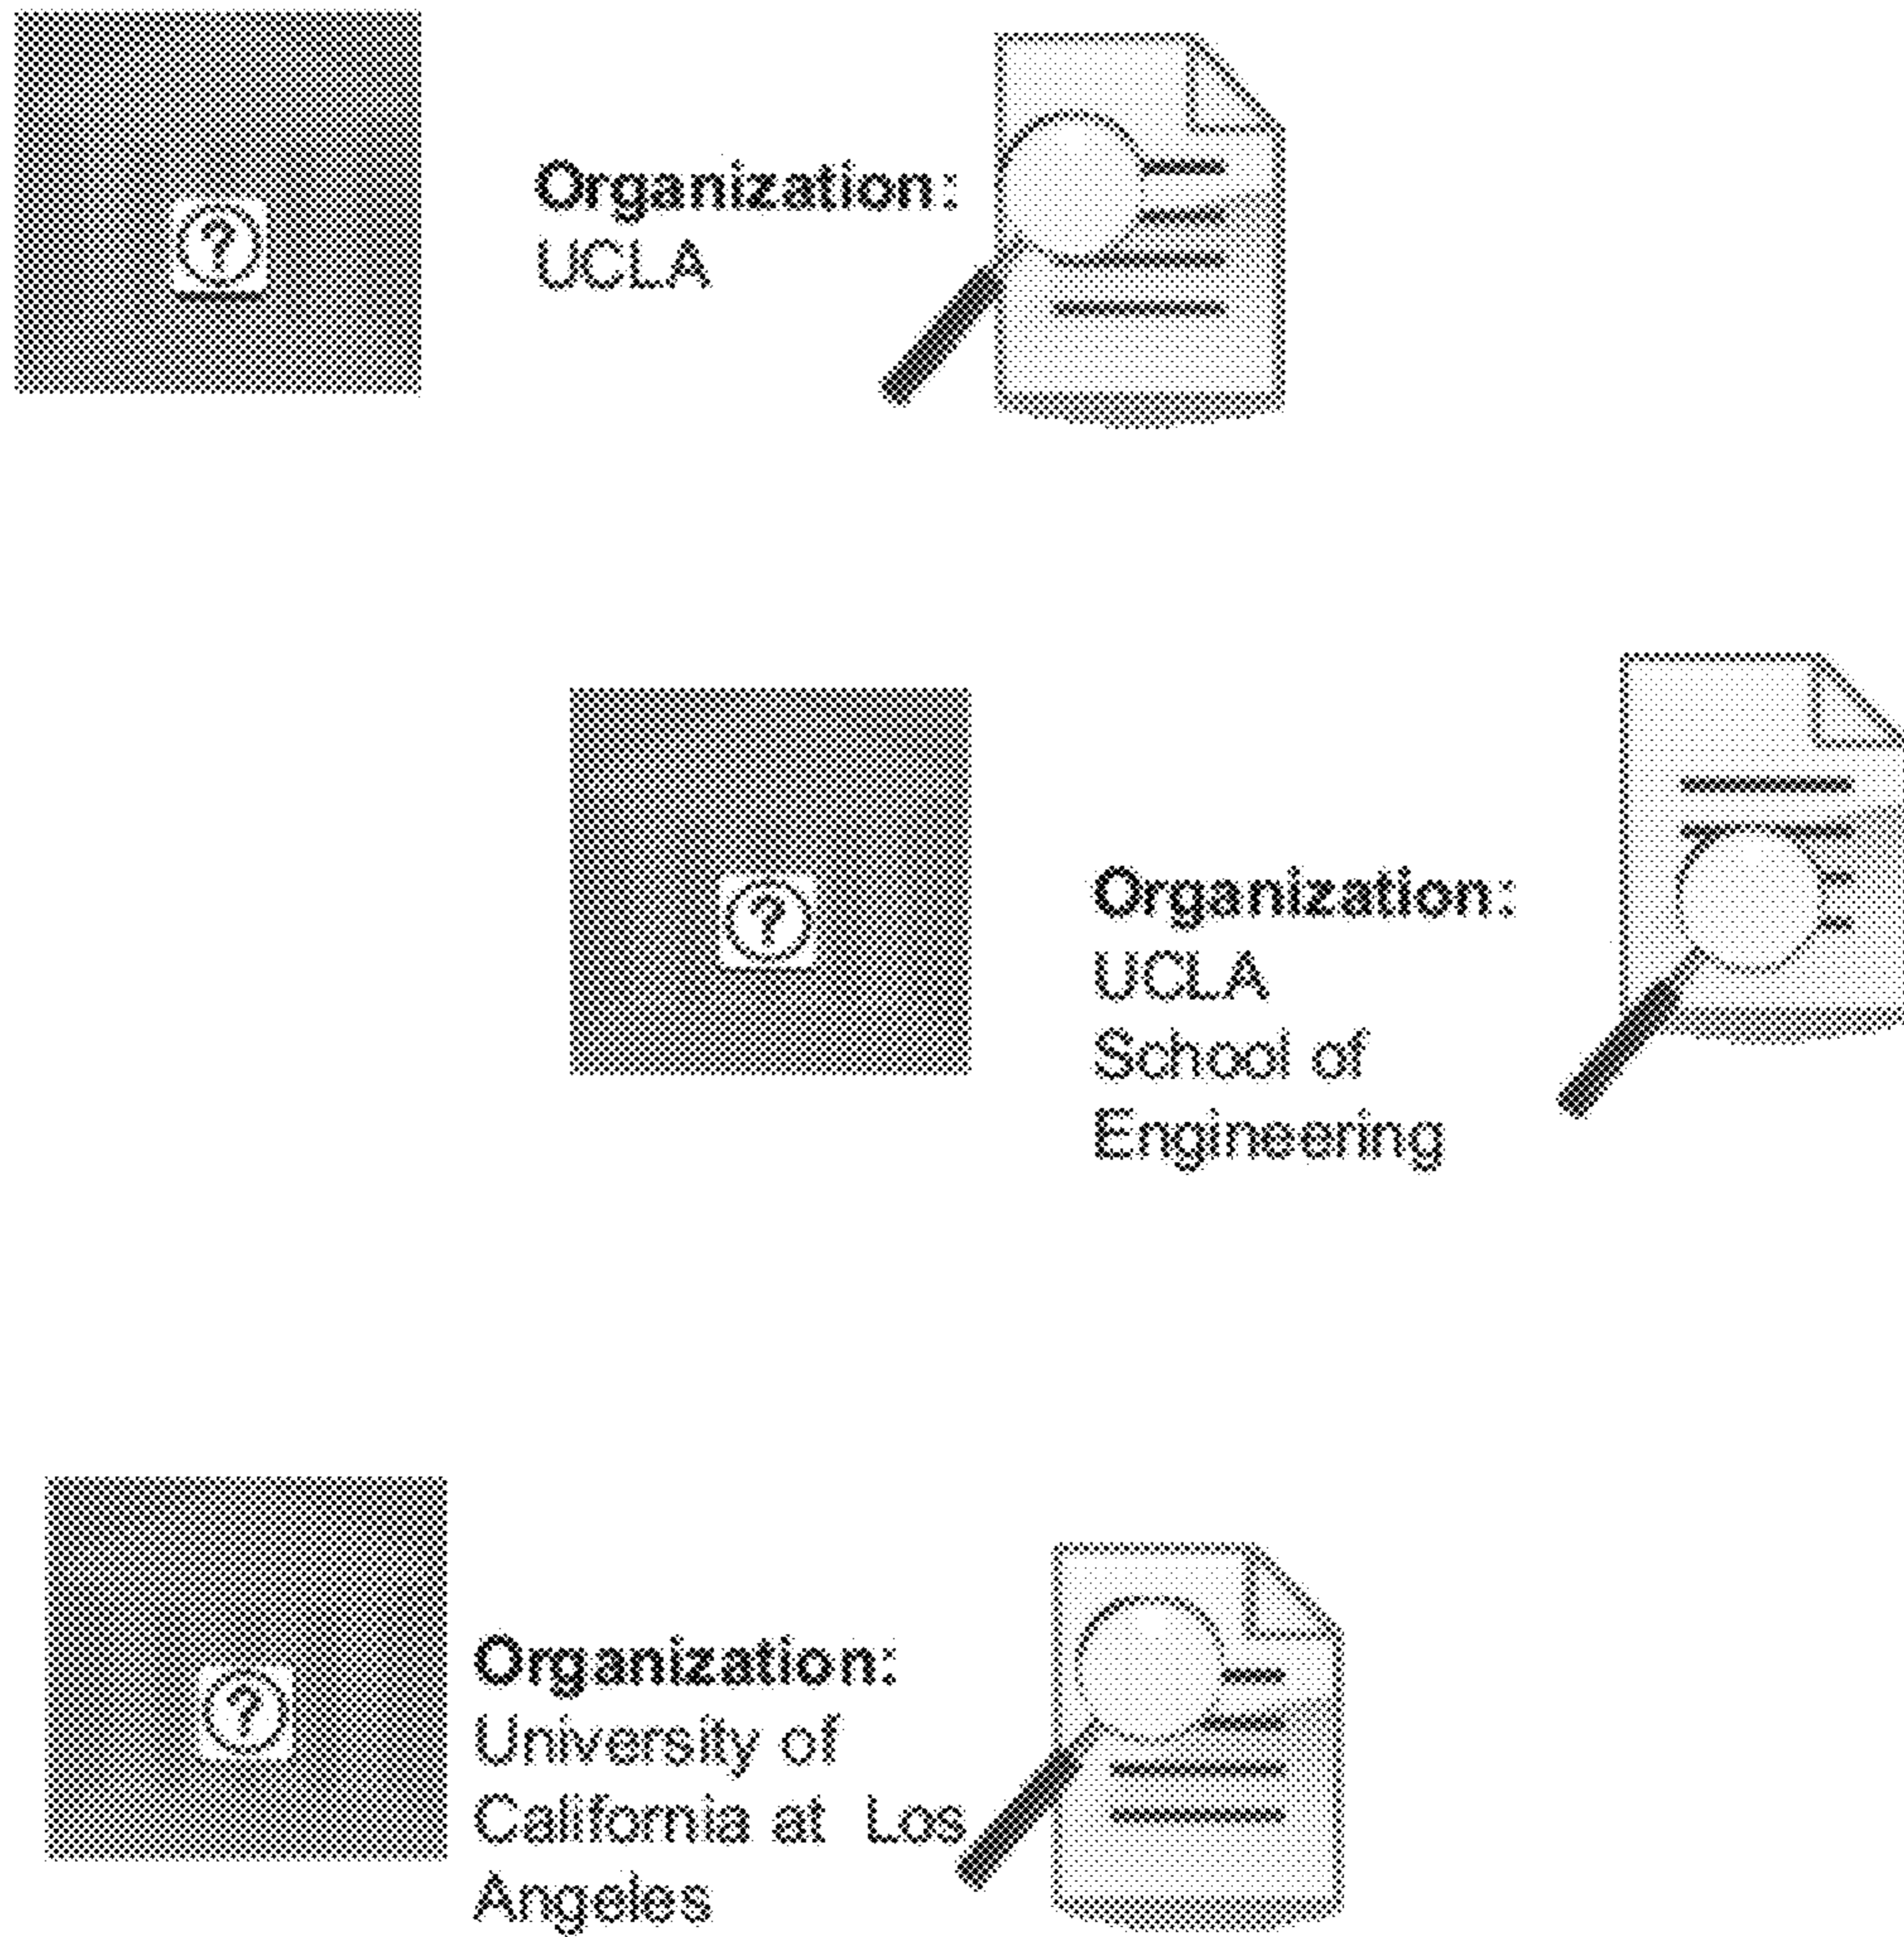 ?
Organization:
UCLA
?
Organization:
UCLA
School of
Engineering
?
Organization:
University of
California at Los
Angeles